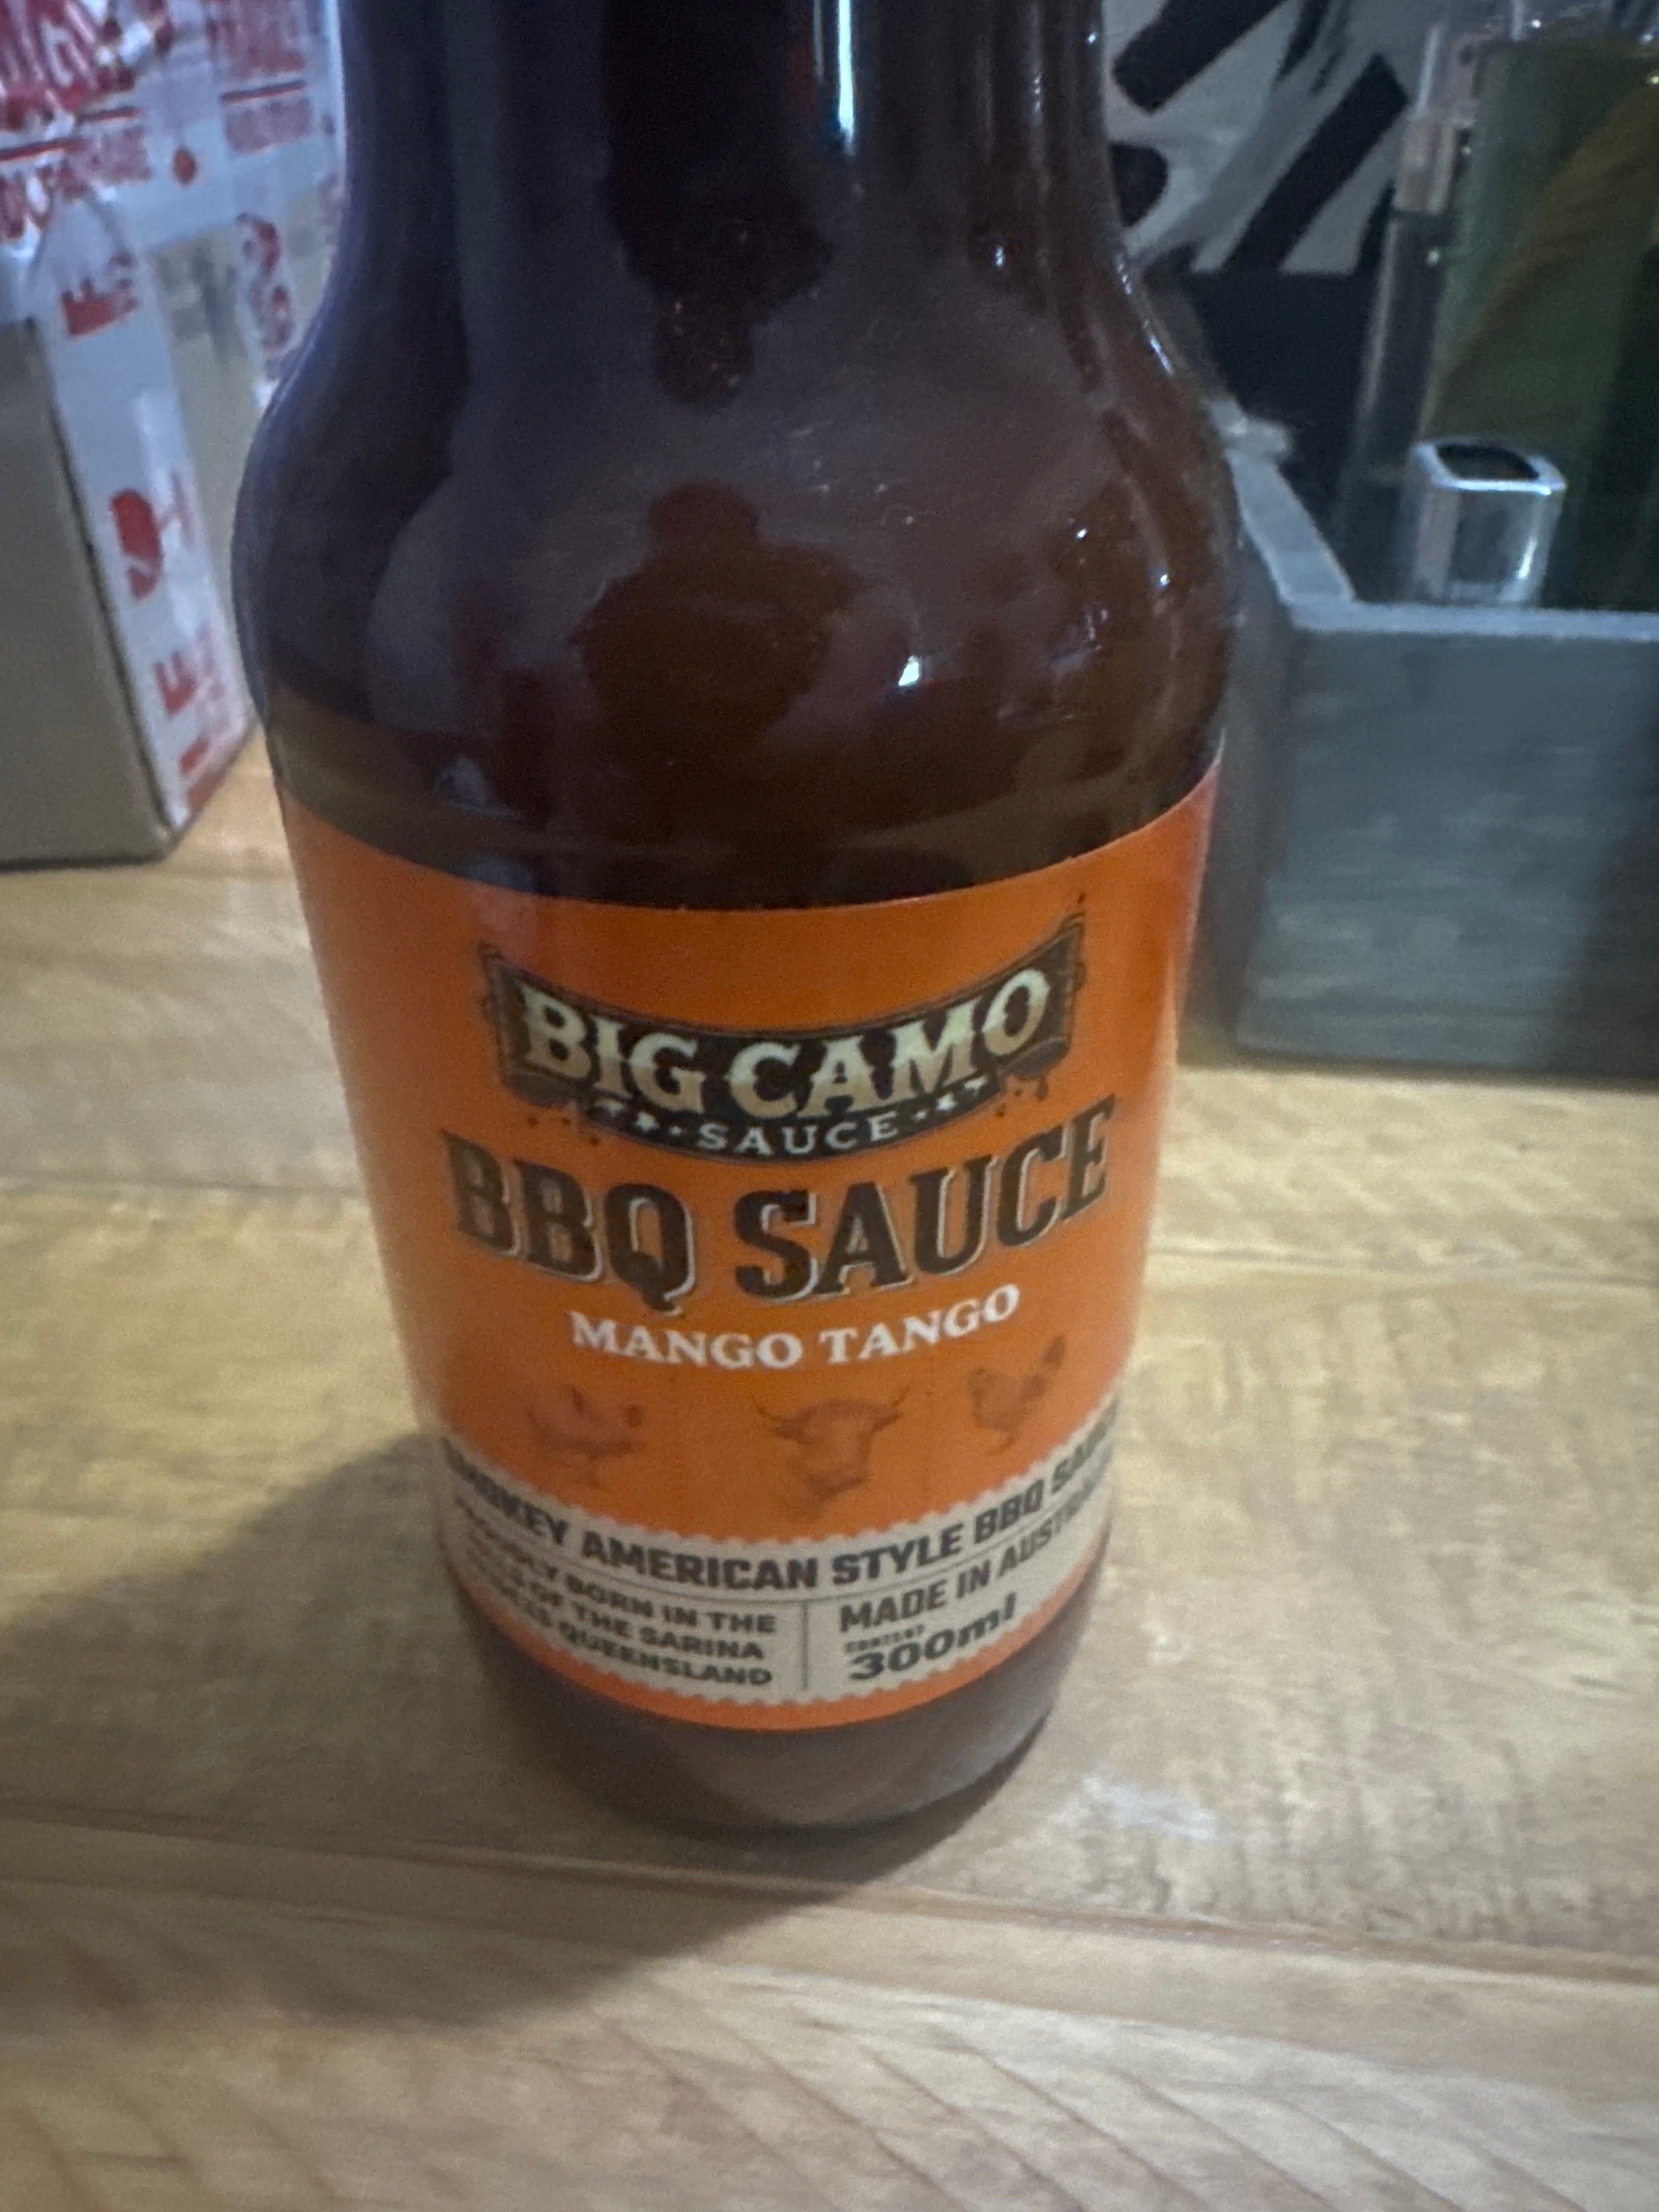 BIG CAMO
SAUCE
BBQ SAUCE
MANGO TANGO
AMERICAN STYLE BBQ
BORN IN THE
OF THE SARINA
QUEENSLAND
MADE IN
CONTENT
300ml